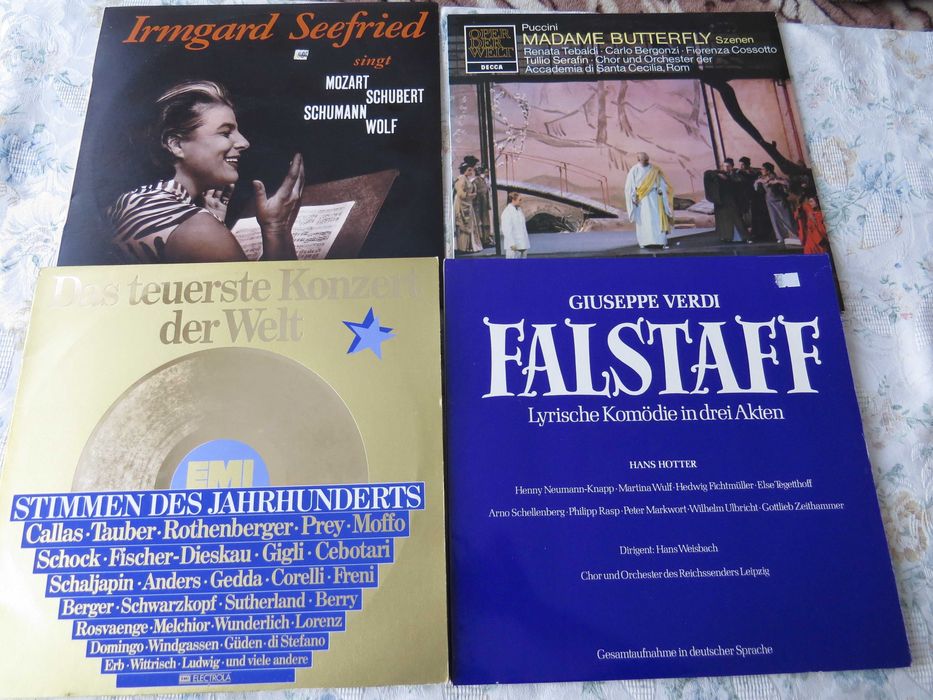 Irmgard Seefried
singt
MOZART
SCHUBERT
SCHUMANN
WOLF
OPER
DER
WELT
DECCA
Puccini
MADAME BUTTERFLY Szenen
Renata Tebaldi · Carlo Bergonzi · Fiorenza Cossotto
Tullio Serafin · Chor und Orchester der
Accademia di Santa Cecilia, Rom
Das teuerste Konzert
der Welt
EMI
STIMMEN DES JAHRHUNDERTS
Callas · Tauber · Rothenberger · Prey · Moffo
Schock · Fischer-Dieskau · Gigli · Cebotari
Schaljapin · Anders · Gedda · Corelli · Freni
Berger · Schwarzkopf · Sutherland · Berry
Rosvaenge · Melchior · Wunderlich · Lorenz
Domingo · Windgassen · Güden · di Stefano
Erb · Wittrisch · Ludwig · und viele andere
EMI ELECTROLA
GIUSEPPE VERDI
FALSTAFF
Lyrische Komödie in drei Akten
HANS HOTTER
Henny Neumann-Knapp · Martina Wulf · Hedwig Fichtmüller · Else Tegetthoff
Arno Schellenberg · Philipp Rasp · Peter Markwort · Wilhelm Ulbricht · Gottlieb Zeithammer
Dirigent: Hans Weisbach
Chor und Orchester des Reichssenders Leipzig
Gesamtaufnahme in deutscher Sprache